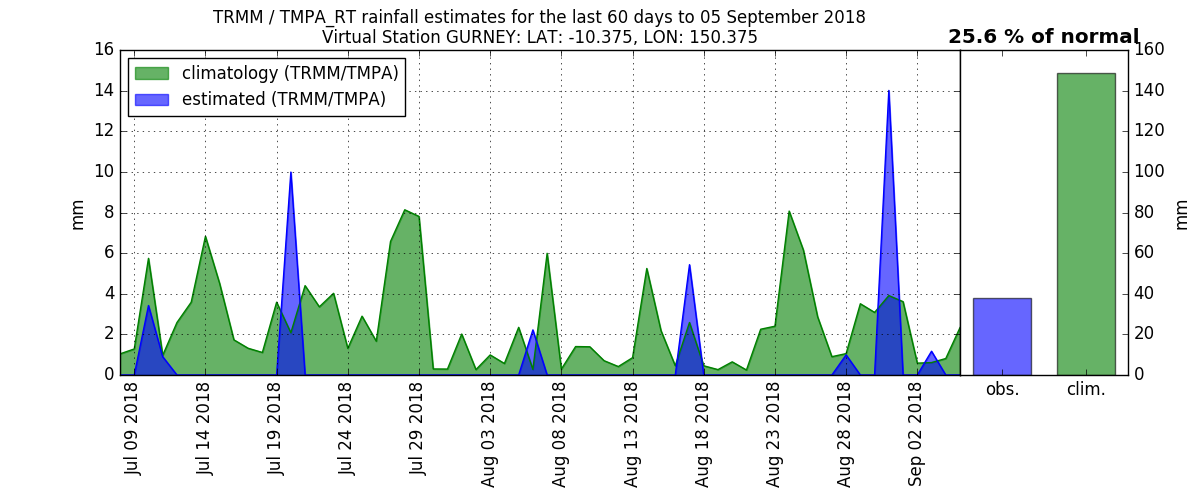 TRMM / TMPA_RT rainfall estimates for the last 60 days to 05 September 2018
Virtual Station GURNEY: LAT: -10.375, LON: 150.375
25.6 % of normal
climatology (TRMM/TMPA)
estimated (TRMM/TMPA)
16
14
12
10
8
6
4
2
0
mm
Jul 09 2018
Jul 14 2018
Jul 19 2018
Jul 24 2018
Jul 29 2018
Aug 03 2018
Aug 08 2018
Aug 13 2018
Aug 18 2018
Aug 23 2018
Aug 28 2018
Sep 02 2018
obs.
clim.
160
140
120
100
80
60
40
20
0
mm